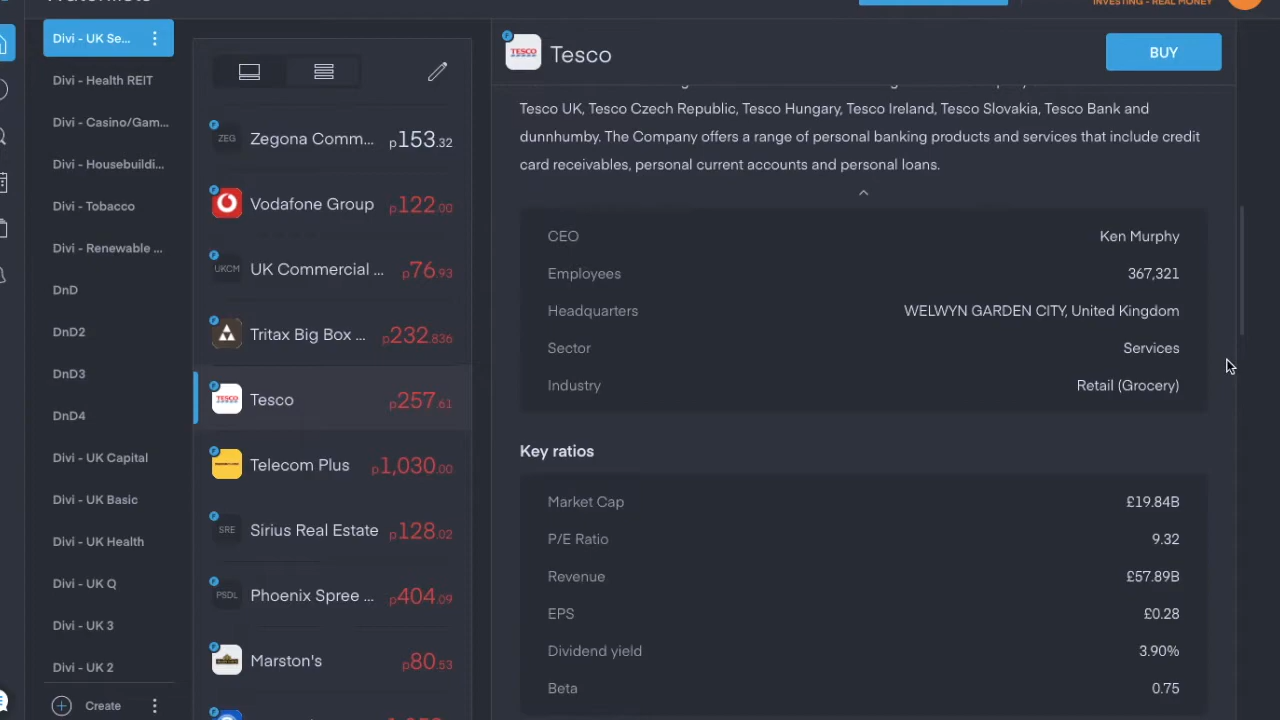 INVESTING - REAL MONEY
Divi - UK Se...
Divi - Health REIT
Divi - Casino/Gam...
Divi - Housebuildi...
Divi - Tobacco
Divi - Renewable ...
DnD
DnD2
DnD3
DnD4
Divi - UK Capital
Divi - UK Basic
Divi - UK Health
Divi - UK Q
Divi - UK 3
Divi - UK 2
Create
ZEG Zegona Comm... p153.32
Vodafone Group p122.00
UKCM UK Commercial ... p76.93
Tritax Big Box ... p232.836
TESCO Tesco p257.61
Telecom Plus p1,030.00
SRE Sirius Real Estate p128.02
PSDL Phoenix Spree ... p404.09
Marston's p80.53
TESCO Tesco
BUY
Tesco UK, Tesco Czech Republic, Tesco Hungary, Tesco Ireland, Tesco Slovakia, Tesco Bank and
dunnhumby. The Company offers a range of personal banking products and services that include credit
card receivables, personal current accounts and personal loans.
CEO Ken Murphy
Employees 367,321
Headquarters WELWYN GARDEN CITY, United Kingdom
Sector Services
Industry Retail (Grocery)
Key ratios
Market Cap £19.84B
P/E Ratio 9.32
Revenue £57.89B
EPS £0.28
Dividend yield 3.90%
Beta 0.75